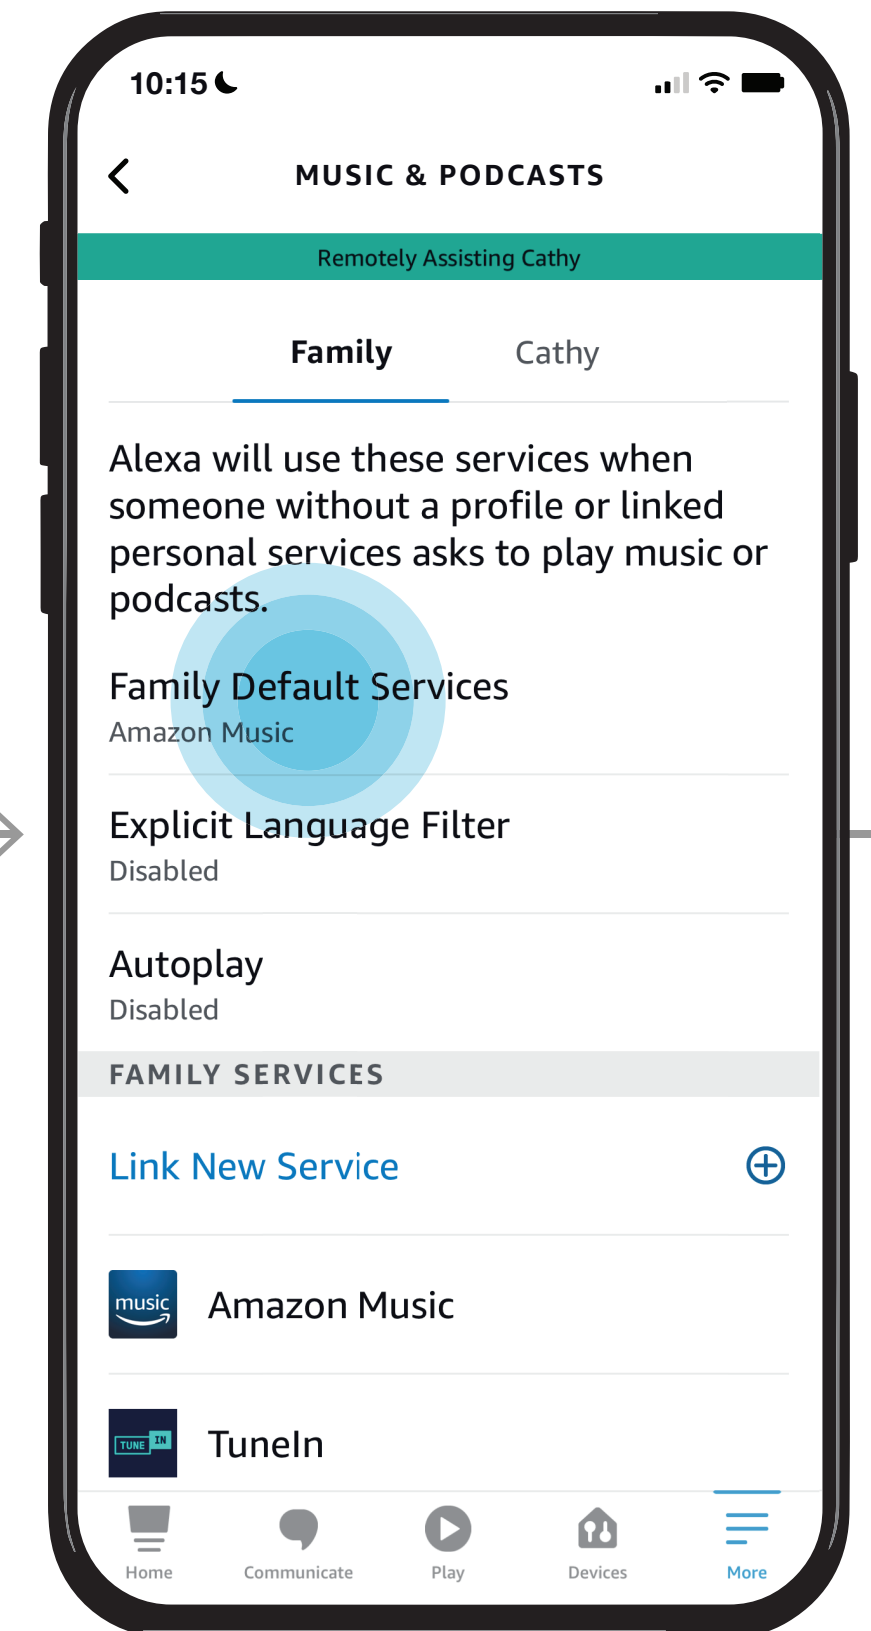 10:15
MUSIC & PODCASTS
Remotely Assisting Cathy
Family
Cathy
Alexa will use these services when
someone without a profile or linked
personal services asks to play music or
podcasts.
Family Default Services
Amazon Music
Explicit Language Filter
Disabled
Autoplay
Disabled
FAMILY SERVICES
Link New Service
music
Amazon Music
TUNE IN
TuneIn
Home
Communicate
Play
Devices
More